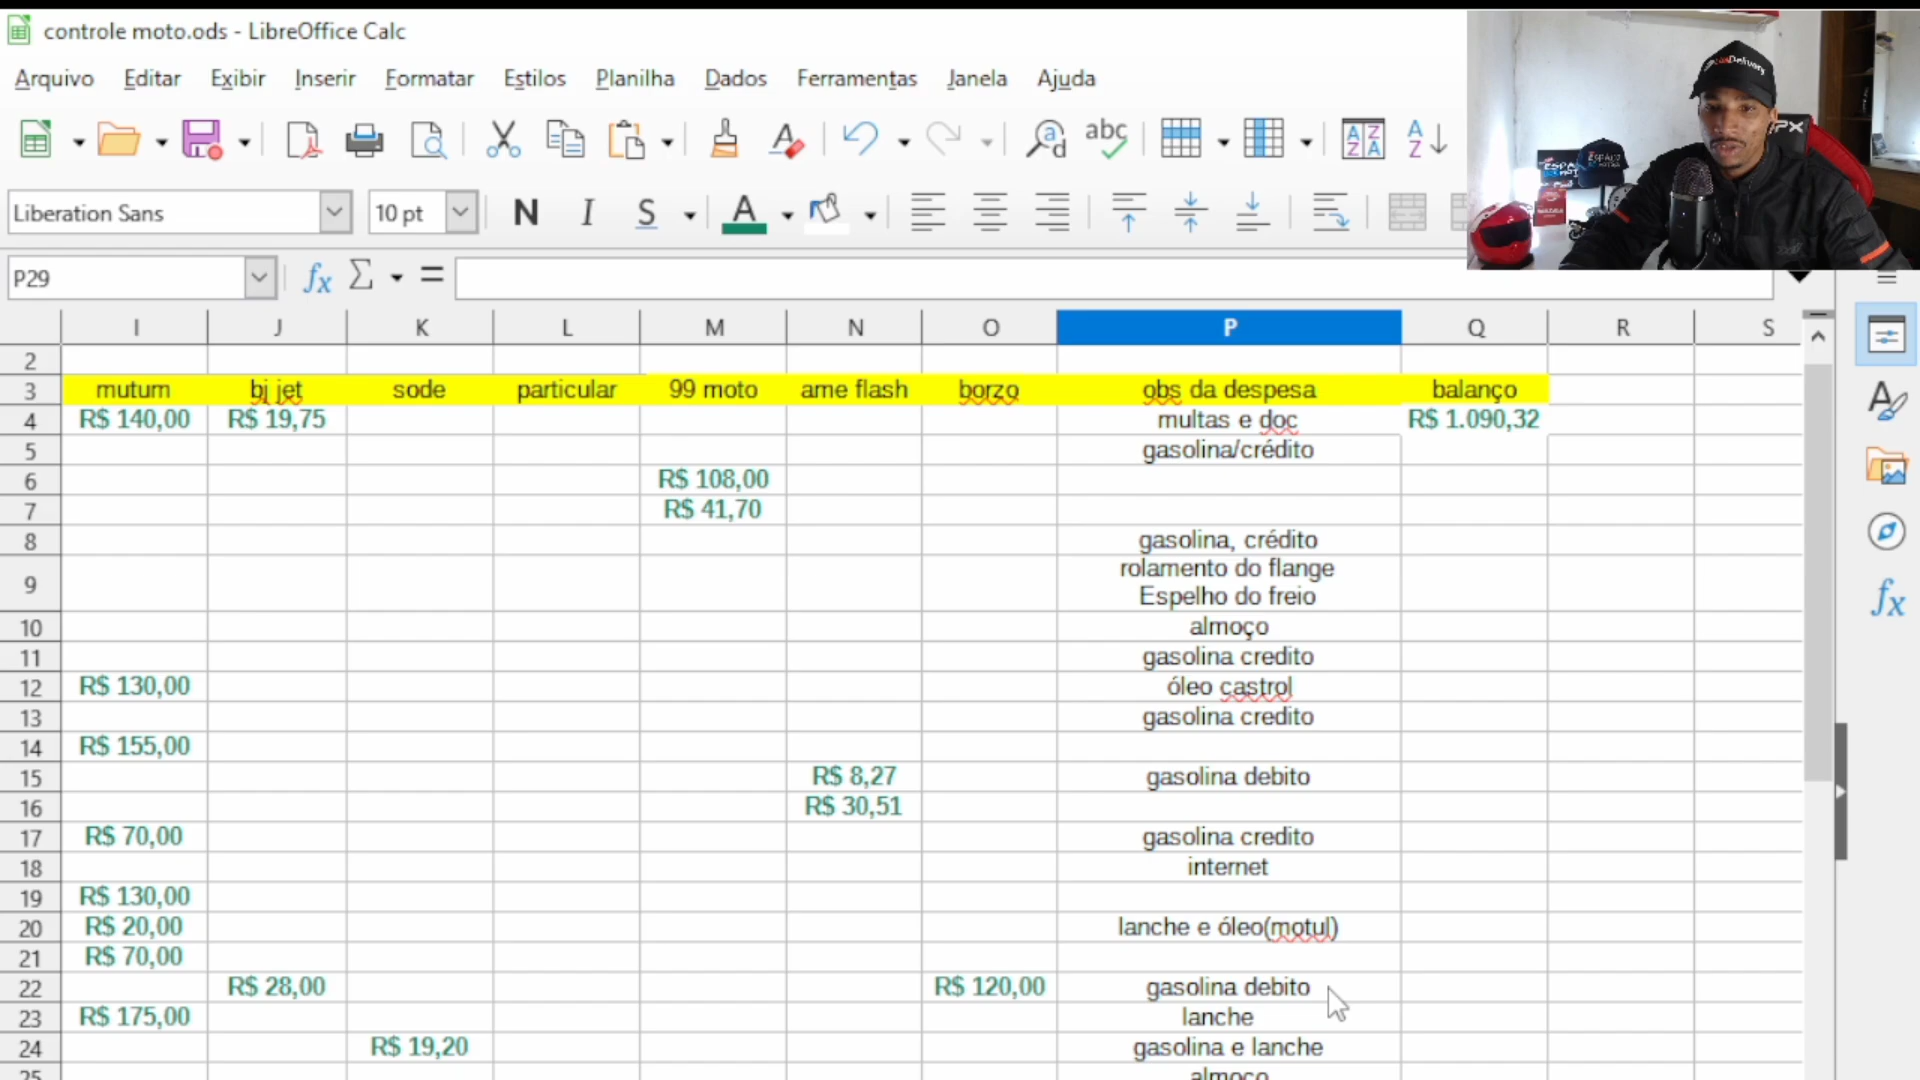 controle moto.ods - LibreOffice Calc
Arquivo Editar Exibir Inserir Formatar Estilos Planilha Dados Ferramentas Janela Ajuda
abc
A Z
Z A
A
Z
Liberation Sans 10 pt N I S A
P29 fx Σ =
I J K L M N O P Q R S
2
3 mutum bj jet sode particular 99 moto ame flash borzo obs da despesa balanço
4 R$ 140,00 R$ 19,75 multas e doc R$ 1.090,32
5 gasolina/crédito
6 R$ 108,00
7 R$ 41,70
8 gasolina, crédito
9 rolamento do flange
Espelho do freio
10 almoço
11 gasolina credito
12 R$ 130,00 óleo castrol
13 gasolina credito
14 R$ 155,00
15 R$ 8,27 gasolina debito
16 R$ 30,51
17 R$ 70,00 gasolina credito
18 internet
19 R$ 130,00
20 R$ 20,00 lanche e óleo(motul)
21 R$ 70,00
22 R$ 28,00 R$ 120,00 gasolina debito
23 R$ 175,00 lanche
24 R$ 19,20 gasolina e lanche
25 almoço
fx